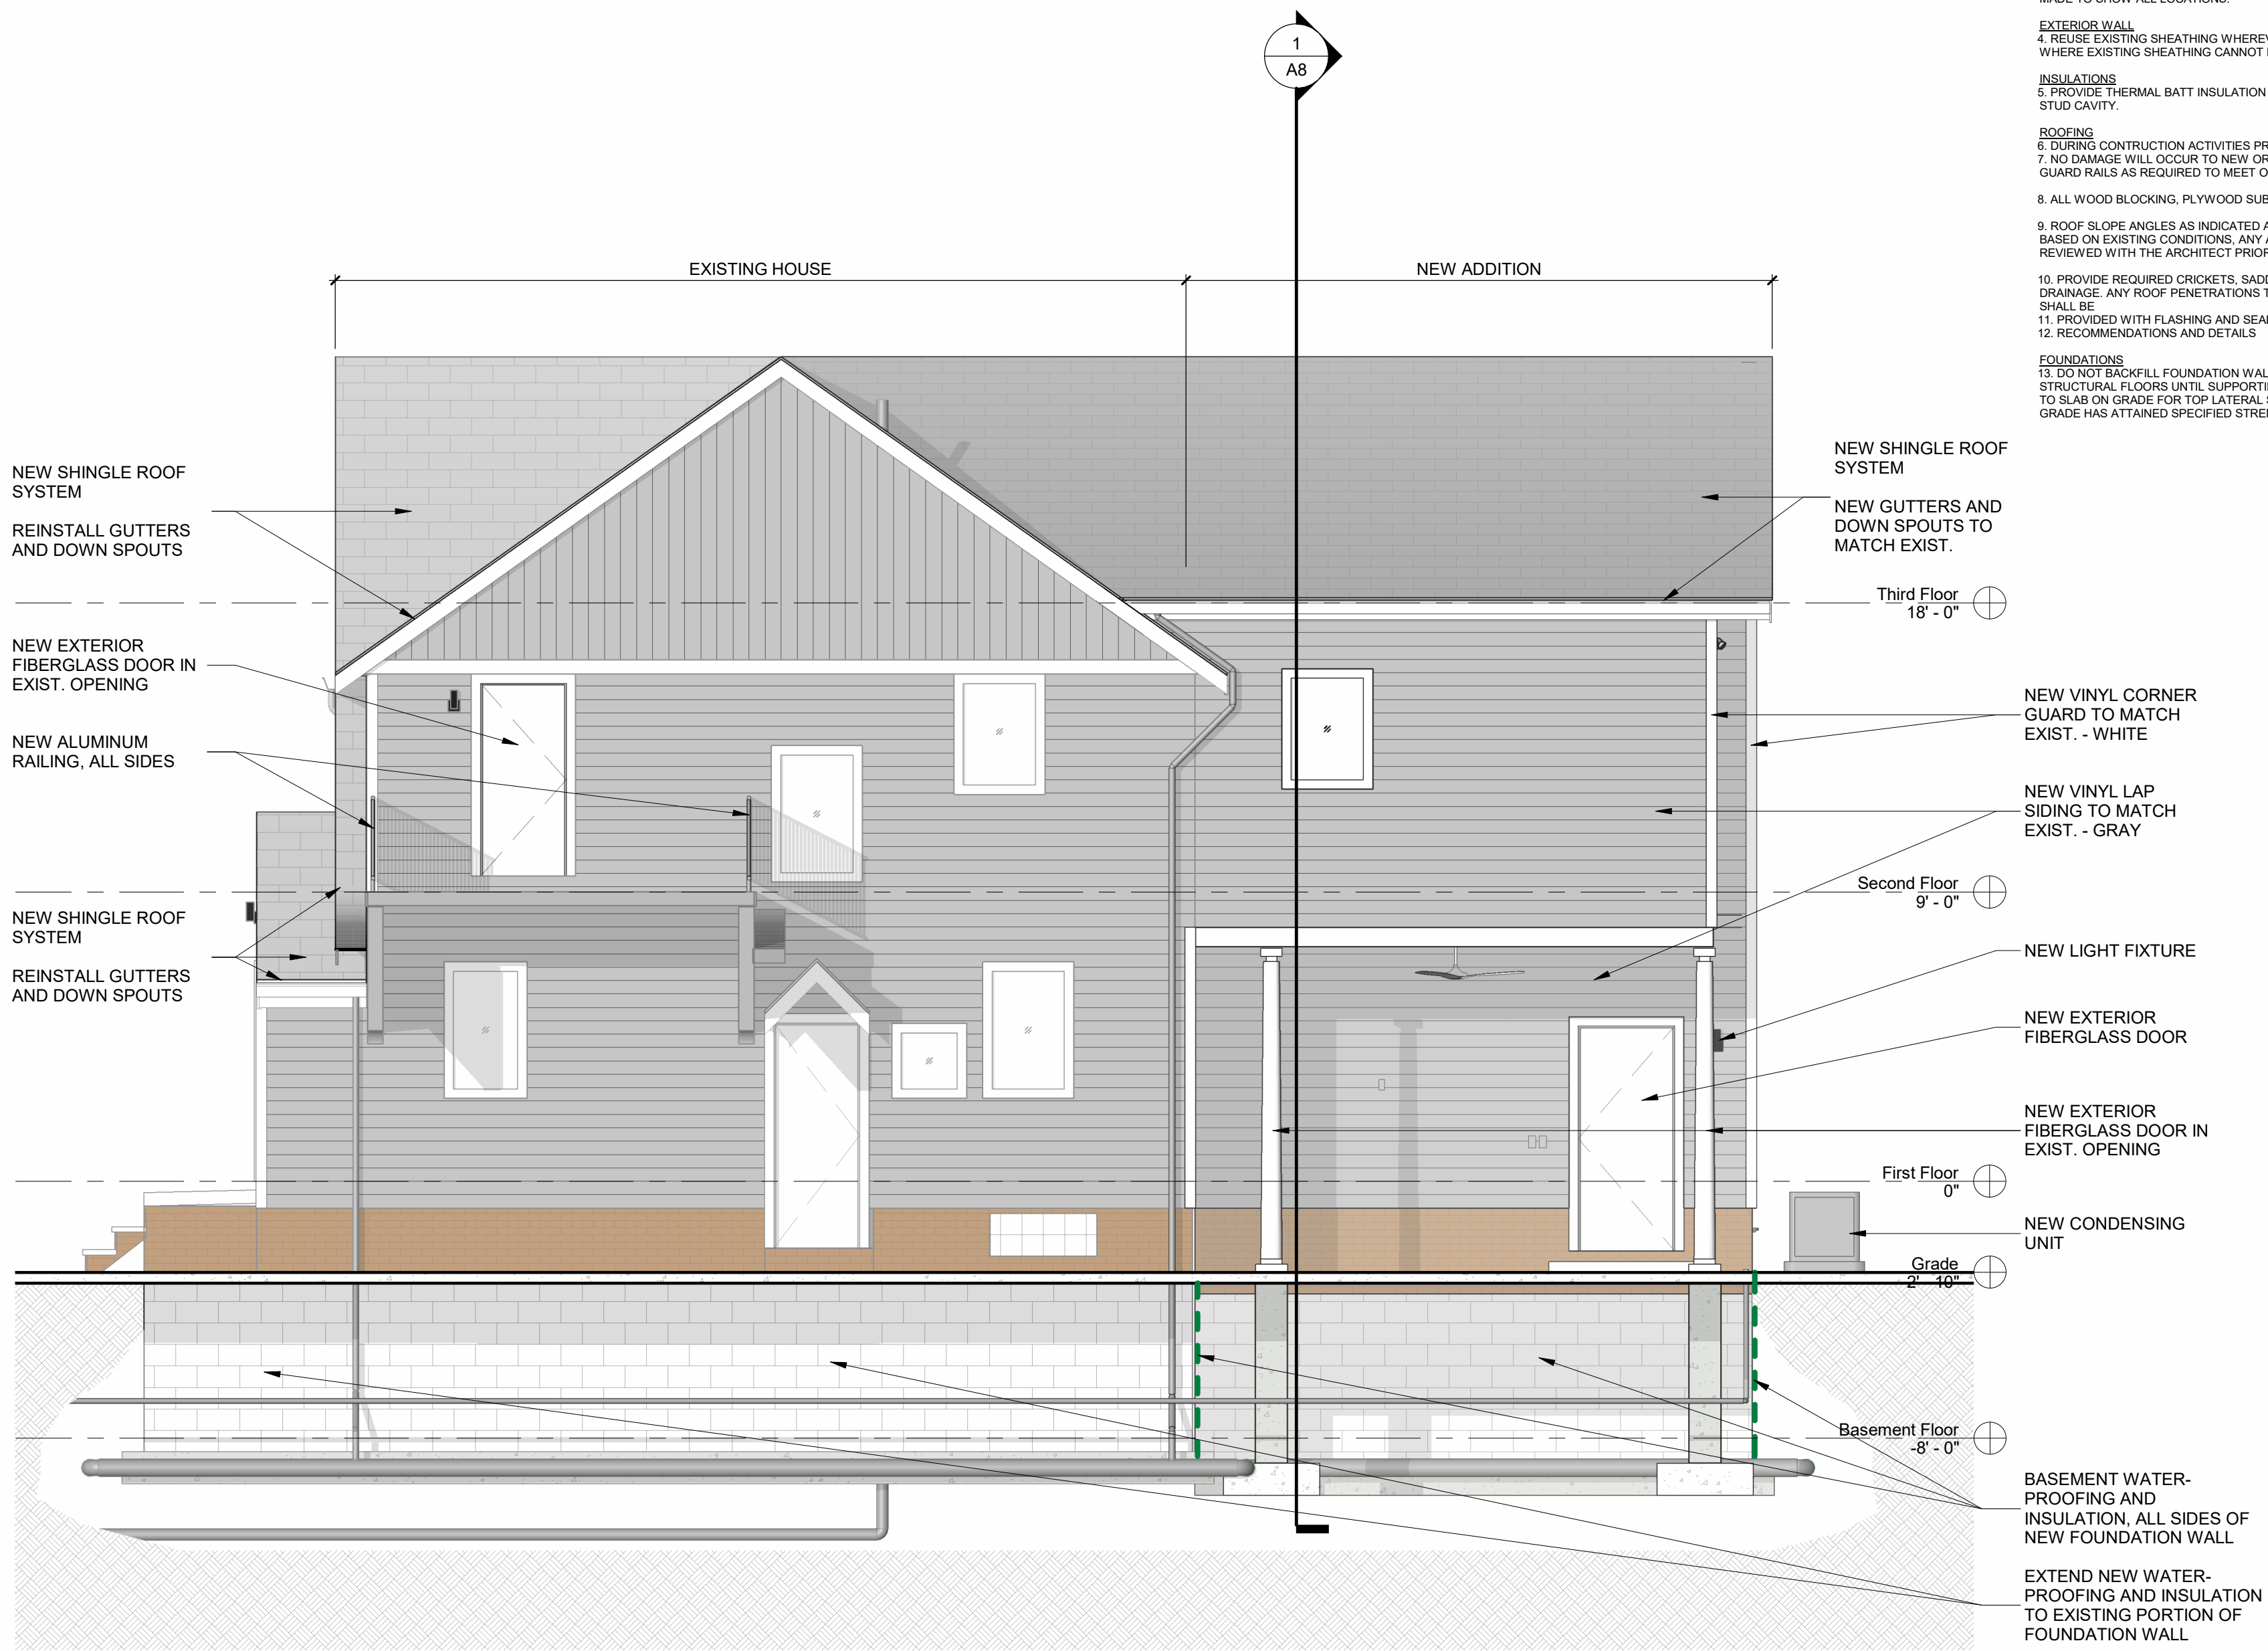 MADE TO SHOW ALL LOCATIONS.
EXTERIOR WALL
4. REUSE EXISTING SHEATHING
WHERE EXISTING SHEATHING CANNOT
INSULATIONS
5. PROVIDE THERMAL BATT INSULATION
STUD CAVITY.
ROOFING
6. DURING CONTRUCTION ACTIVITIES
7. NO DAMAGE WILL OCCUR TO NEW OR
GUARD RAILS AS REQUIRED TO MEET
8. ALL WOOD BLOCKING, PLYWOOD
9. ROOF SLOPE ANGLES AS INDICATED
BASED ON EXISTING CONDITIONS, ANY
REVIEWED WITH THE ARCHITECT
10. PROVIDE REQUIRED CRICKETS,
DRAINAGE. ANY ROOF PENETRATIONS
SHALL BE
11. PROVIDED WITH FLASHING AND
12. RECOMMENDATIONS AND DETAILS
FOUNDATIONS
13. DO NOT BACKFILL FOUNDATION
STRUCTURAL FLOORS UNTIL
TO SLAB ON GRADE FOR TOP LATERAL
GRADE HAS ATTAINED SPECIFIED
1
A8
EXISTING HOUSE
NEW ADDITION
NEW SHINGLE ROOF
SYSTEM
REINSTALL GUTTERS
AND DOWN SPOUTS
NEW EXTERIOR
FIBERGLASS DOOR IN
EXIST. OPENING
NEW ALUMINUM
RAILING, ALL SIDES
NEW SHINGLE ROOF
SYSTEM
REINSTALL GUTTERS
AND DOWN SPOUTS
NEW SHINGLE ROOF
SYSTEM
NEW GUTTERS AND
DOWN SPOUTS TO
MATCH EXIST.
Third Floor
18' - 0"
NEW VINYL CORNER
GUARD TO MATCH
EXIST. - WHITE
NEW VINYL LAP
SIDING TO MATCH
EXIST. - GRAY
Second Floor
9' - 0"
NEW LIGHT FIXTURE
NEW EXTERIOR
FIBERGLASS DOOR
NEW EXTERIOR
FIBERGLASS DOOR IN
EXIST. OPENING
First Floor
0"
NEW CONDENSING
UNIT
Grade
2' - 10"
Basement Floor
-8' - 0"
BASEMENT WATER-
PROOFING AND
INSULATION, ALL SIDES OF
NEW FOUNDATION WALL
EXTEND NEW WATER-
PROOFING AND INSULATION
TO EXISTING PORTION OF
FOUNDATION WALL